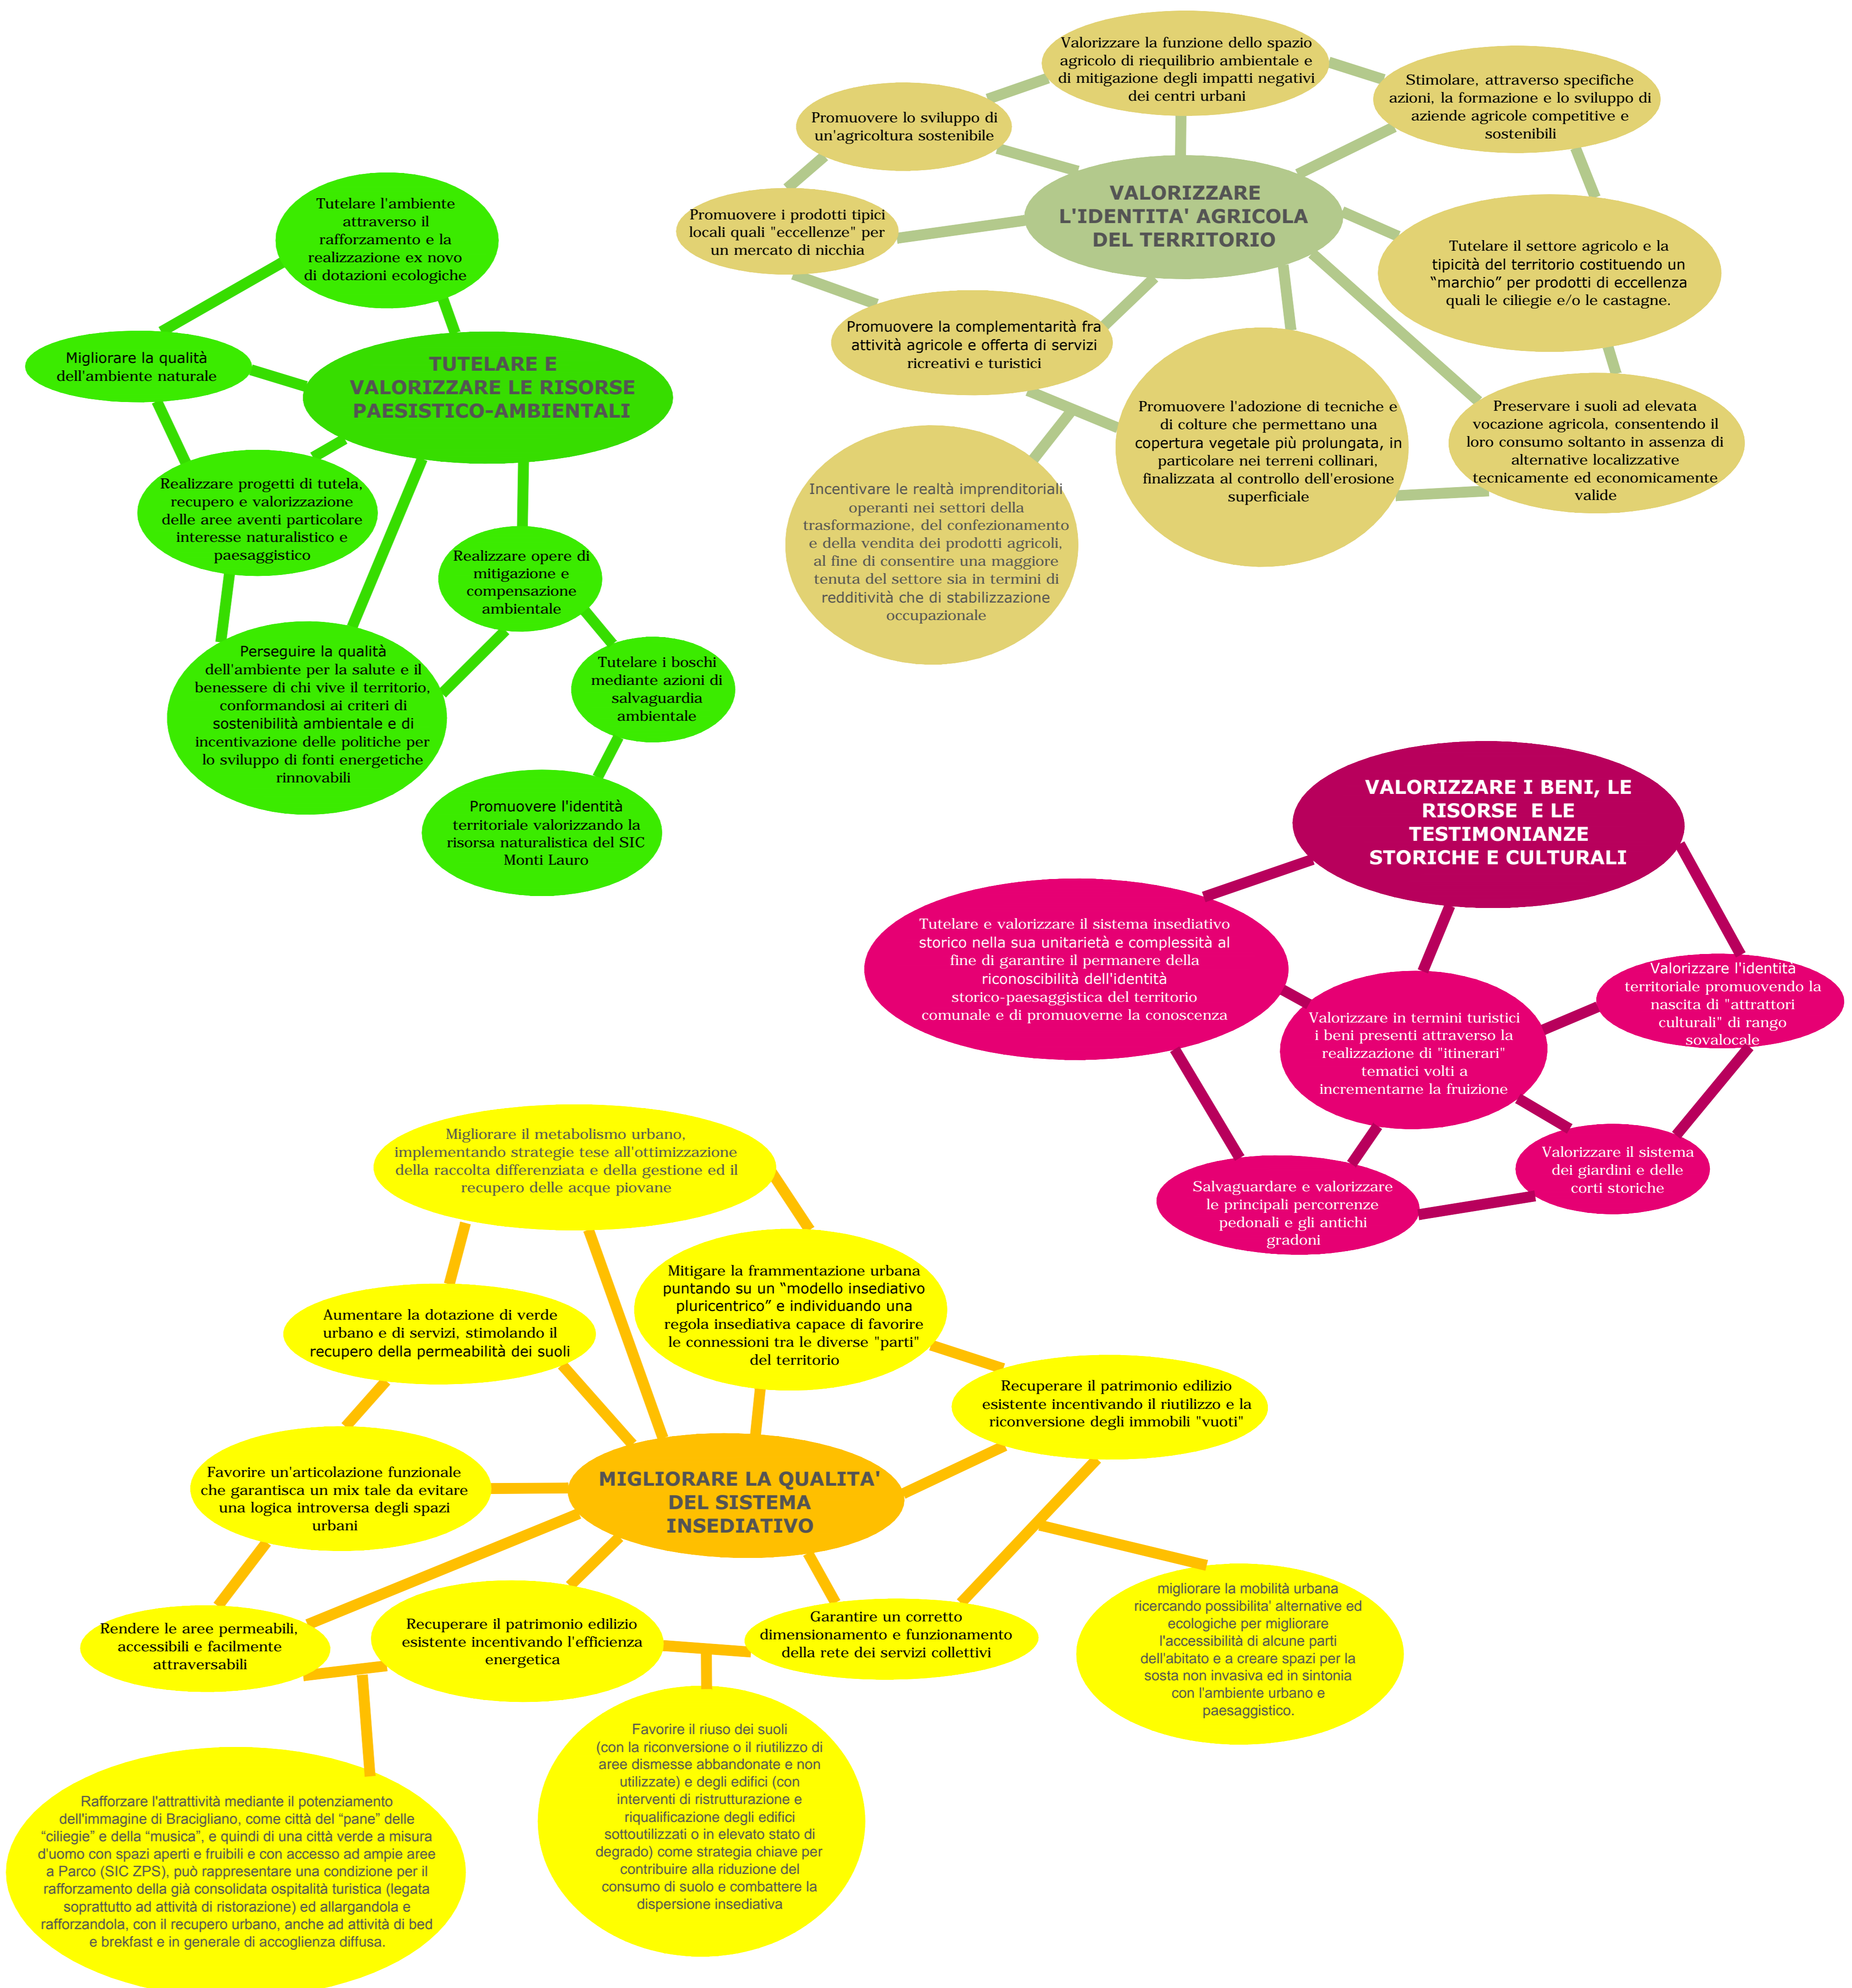 Valorizzare la funzione dello spazio
agricolo di riequilibrio ambientale e
di mitigazione degli impatti negativi
dei centri urbani
Stimolare, attraverso specifiche
azioni, la formazione e lo sviluppo di
aziende agricole competitive e
sostenibili
Promuovere lo sviluppo di
un'agricoltura sostenibile
VALORIZZARE
L'IDENTITA' AGRICOLA
DEL TERRITORIO
Promuovere i prodotti tipici
locali quali "eccellenze" per
un mercato di nicchia
Tutelare il settore agricolo e la
tipicità del territorio costituendo un
“marchio” per prodotti di eccellenza
quali le ciliegie e/o le castagne.
Promuovere la complementarità fra
attività agricole e offerta di servizi
ricreativi e turistici
Promuovere l'adozione di tecniche e
di colture che permettano una
copertura vegetale più prolungata, in
particolare nei terreni collinari,
finalizzata al controllo dell'erosione
superficiale
Preservare i suoli ad elevata
vocazione agricola, consentendo il
loro consumo soltanto in assenza di
alternative localizzative
tecnicamente ed economicamente
valide
Incentivare le realtà imprenditoriali
operanti nei settori della
trasformazione, del confezionamento
e della vendita dei prodotti agricoli,
al fine di consentire una maggiore
tenuta del settore sia in termini di
redditività che di stabilizzazione
occupazionale
Tutelare l'ambiente
attraverso il
rafforzamento e la
realizzazione ex novo
di dotazioni ecologiche
Migliorare la qualità
dell'ambiente naturale
TUTELARE E
VALORIZZARE LE RISORSE
PAESISTICO-AMBIENTALI
Realizzare progetti di tutela,
recupero e valorizzazione
delle aree aventi particolare
interesse naturalistico e
paesaggistico
Realizzare opere di
mitigazione e
compensazione
ambientale
Perseguire la qualità
dell'ambiente per la salute e il
benessere di chi vive il territorio,
conformandosi ai criteri di
sostenibilità ambientale e di
incentivazione delle politiche per
lo sviluppo di fonti energetiche
rinnovabili
Tutelare i boschi
mediante azioni di
salvaguardia
ambientale
Promuovere l'identità
territoriale valorizzando la
risorsa naturalistica del SIC
Monti Lauro
VALORIZZARE I BENI, LE
RISORSE E LE
TESTIMONIANZE
STORICHE E CULTURALI
Tutelare e valorizzare il sistema insediativo
storico nella sua unitarietà e complessità al
fine di garantire il permanere della
riconoscibilità dell'identità
storico-paesaggistica del territorio
comunale e di promuoverne la conoscenza
Valorizzare l'identità
territoriale promuovendo la
nascita di "attrattori
culturali" di rango
sovalocale
Valorizzare in termini turistici
i beni presenti attraverso la
realizzazione di "itinerari"
tematici volti a
incrementarne la fruizione
Valorizzare il sistema
dei giardini e delle
corti storiche
Salvaguardare e valorizzare
le principali percorrenze
pedonali e gli antichi
gradoni
Migliorare il metabolismo urbano,
implementando strategie tese all'ottimizzazione
della raccolta differenziata e della gestione ed il
recupero delle acque piovane
Mitigare la frammentazione urbana
puntando su un “modello insediativo
pluricentrico” e individuando una
regola insediativa capace di favorire
le connessioni tra le diverse "parti"
del territorio
Aumentare la dotazione di verde
urbano e di servizi, stimolando il
recupero della permeabilità dei suoli
Recuperare il patrimonio edilizio
esistente incentivando il riutilizzo e la
riconversione degli immobili "vuoti"
Favorire un'articolazione funzionale
che garantisca un mix tale da evitare
una logica introversa degli spazi
urbani
MIGLIORARE LA QUALITA'
DEL SISTEMA
INSEDIATIVO
Rendere le aree permeabili,
accessibili e facilmente
attraversabili
Recuperare il patrimonio edilizio
esistente incentivando l'efficienza
energetica
Garantire un corretto
dimensionamento e funzionamento
della rete dei servizi collettivi
migliorare la mobilità urbana
ricercando possibilita' alternative ed
ecologiche per migliorare
l'accessibilità di alcune parti
dell'abitato e a creare spazi per la
sosta non invasiva ed in sintonia
con l'ambiente urbano e
paesaggistico.
Favorire il riuso dei suoli
(con la riconversione o il riutilizzo di
aree dismesse abbandonate e non
utilizzate) e degli edifici (con
interventi di ristrutturazione e
riqualificazione degli edifici
sottoutilizzati o in elevato stato di
degrado) come strategia chiave per
contribuire alla riduzione del
consumo di suolo e combattere la
dispersione insediativa
Rafforzare l'attrattività mediante il potenziamento
dell'immagine di Bracigliano, come città del “pane” delle
“ciliegie” e della “musica”, e quindi di una città verde a misura
d'uomo con spazi aperti e fruibili e con accesso ad ampie aree
a Parco (SIC ZPS), può rappresentare una condizione per il
rafforzamento della già consolidata ospitalità turistica (legata
soprattutto ad attività di ristorazione) ed allargandola e
rafforzandola, con il recupero urbano, anche ad attività di bed
e brekfast e in generale di accoglienza diffusa.